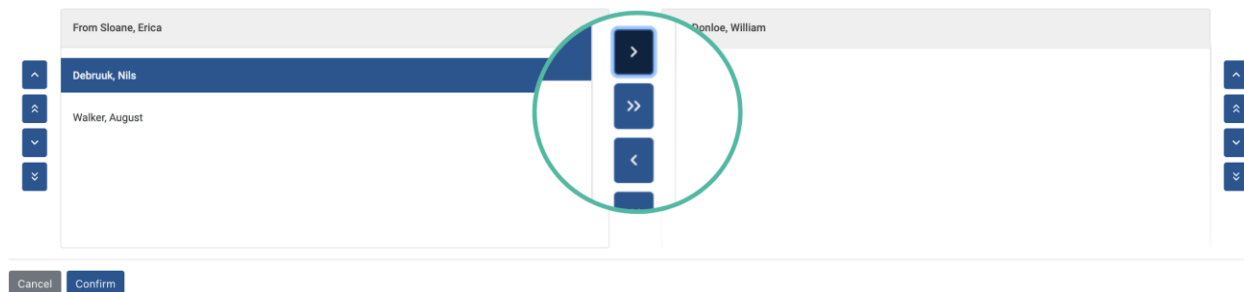 From Sloane, Erica
Donloe, William
Debruuk, Nils
Walker, August
Cancel
Confirm